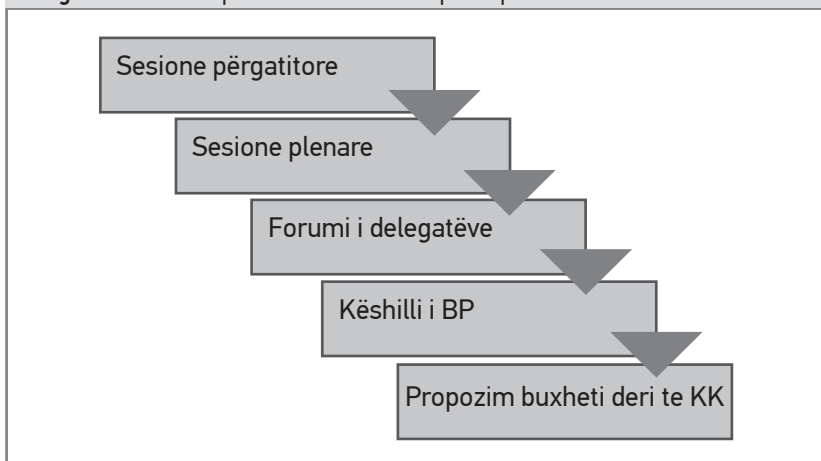 Sesione përgatitore
Sesione plenare
Forumi i delegatëve
Këshilli i BP
Propozim buxheti deri te KK